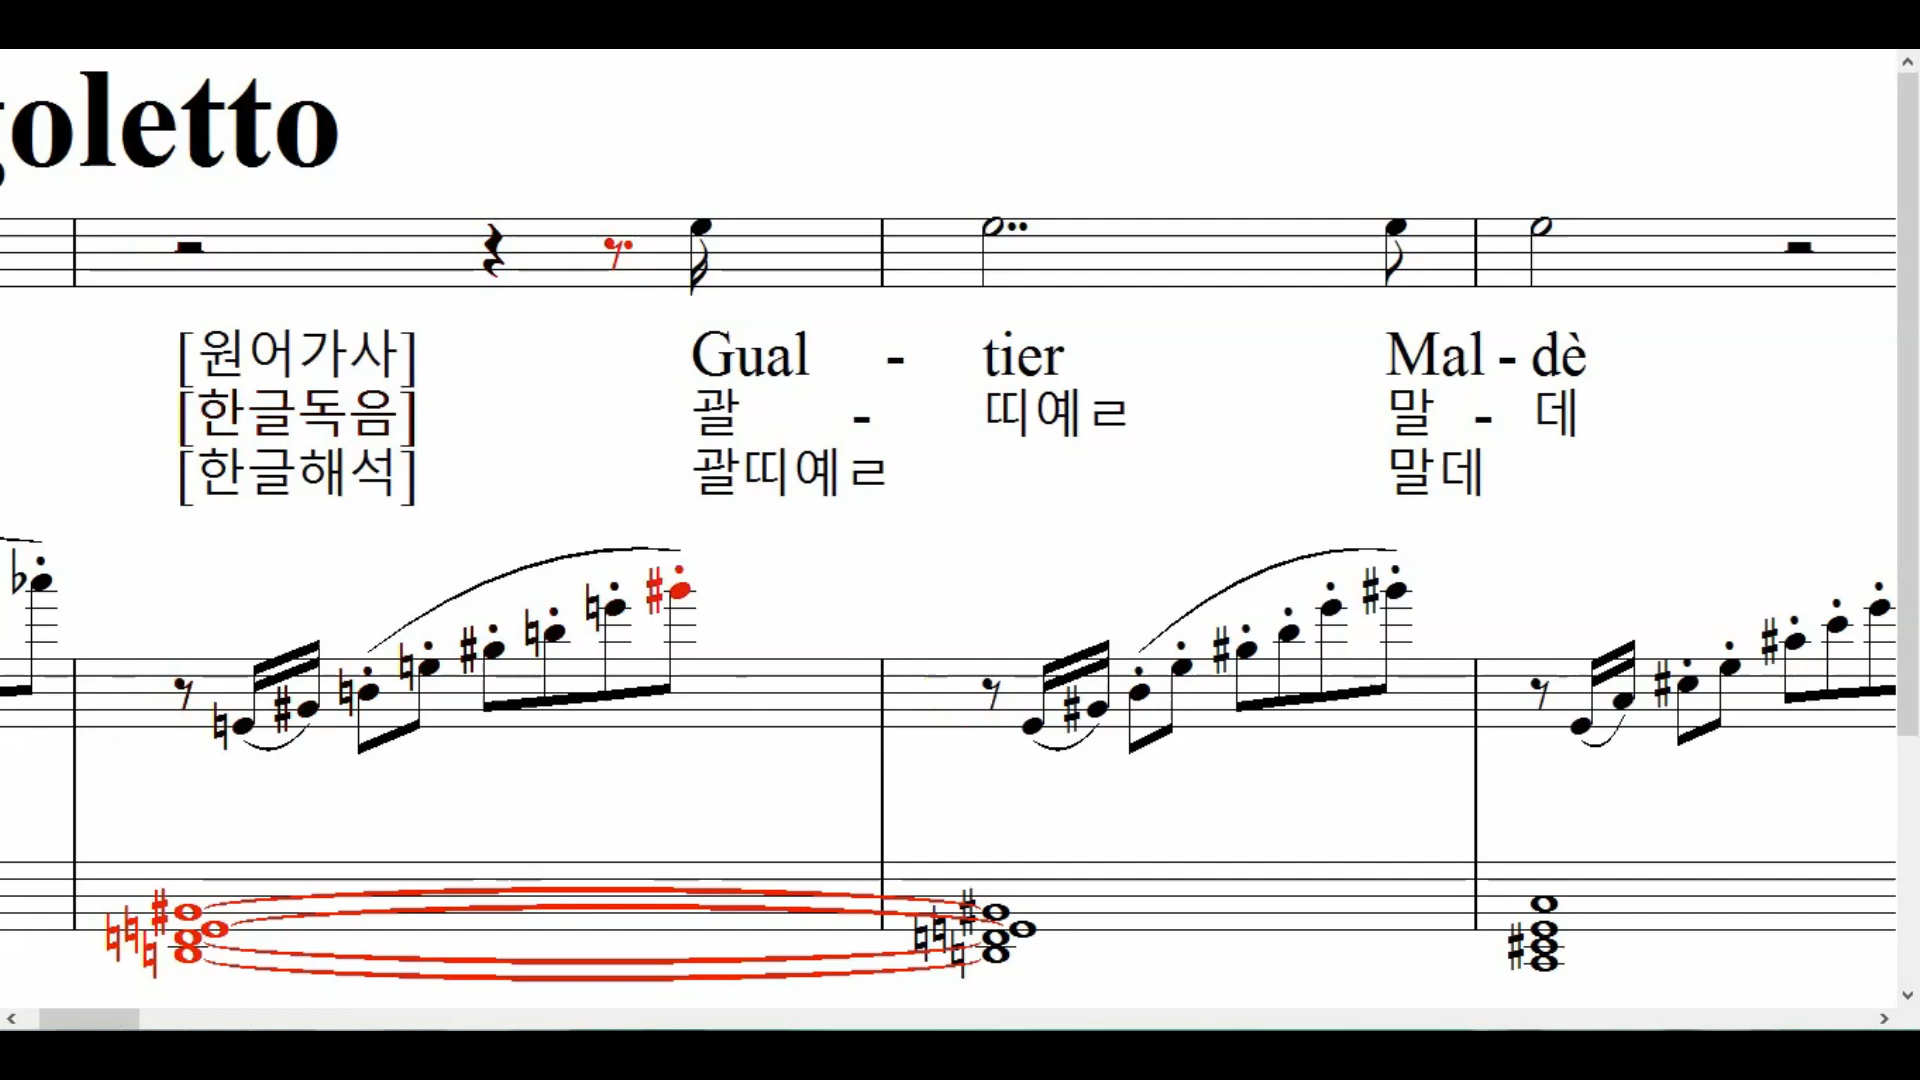 goletto
[원어가사] Gual - tier Mal - dè
[한글독음] 괄 - 띠예ㄹ 말 - 데
[한글해석] 괄띠예ㄹ 말데